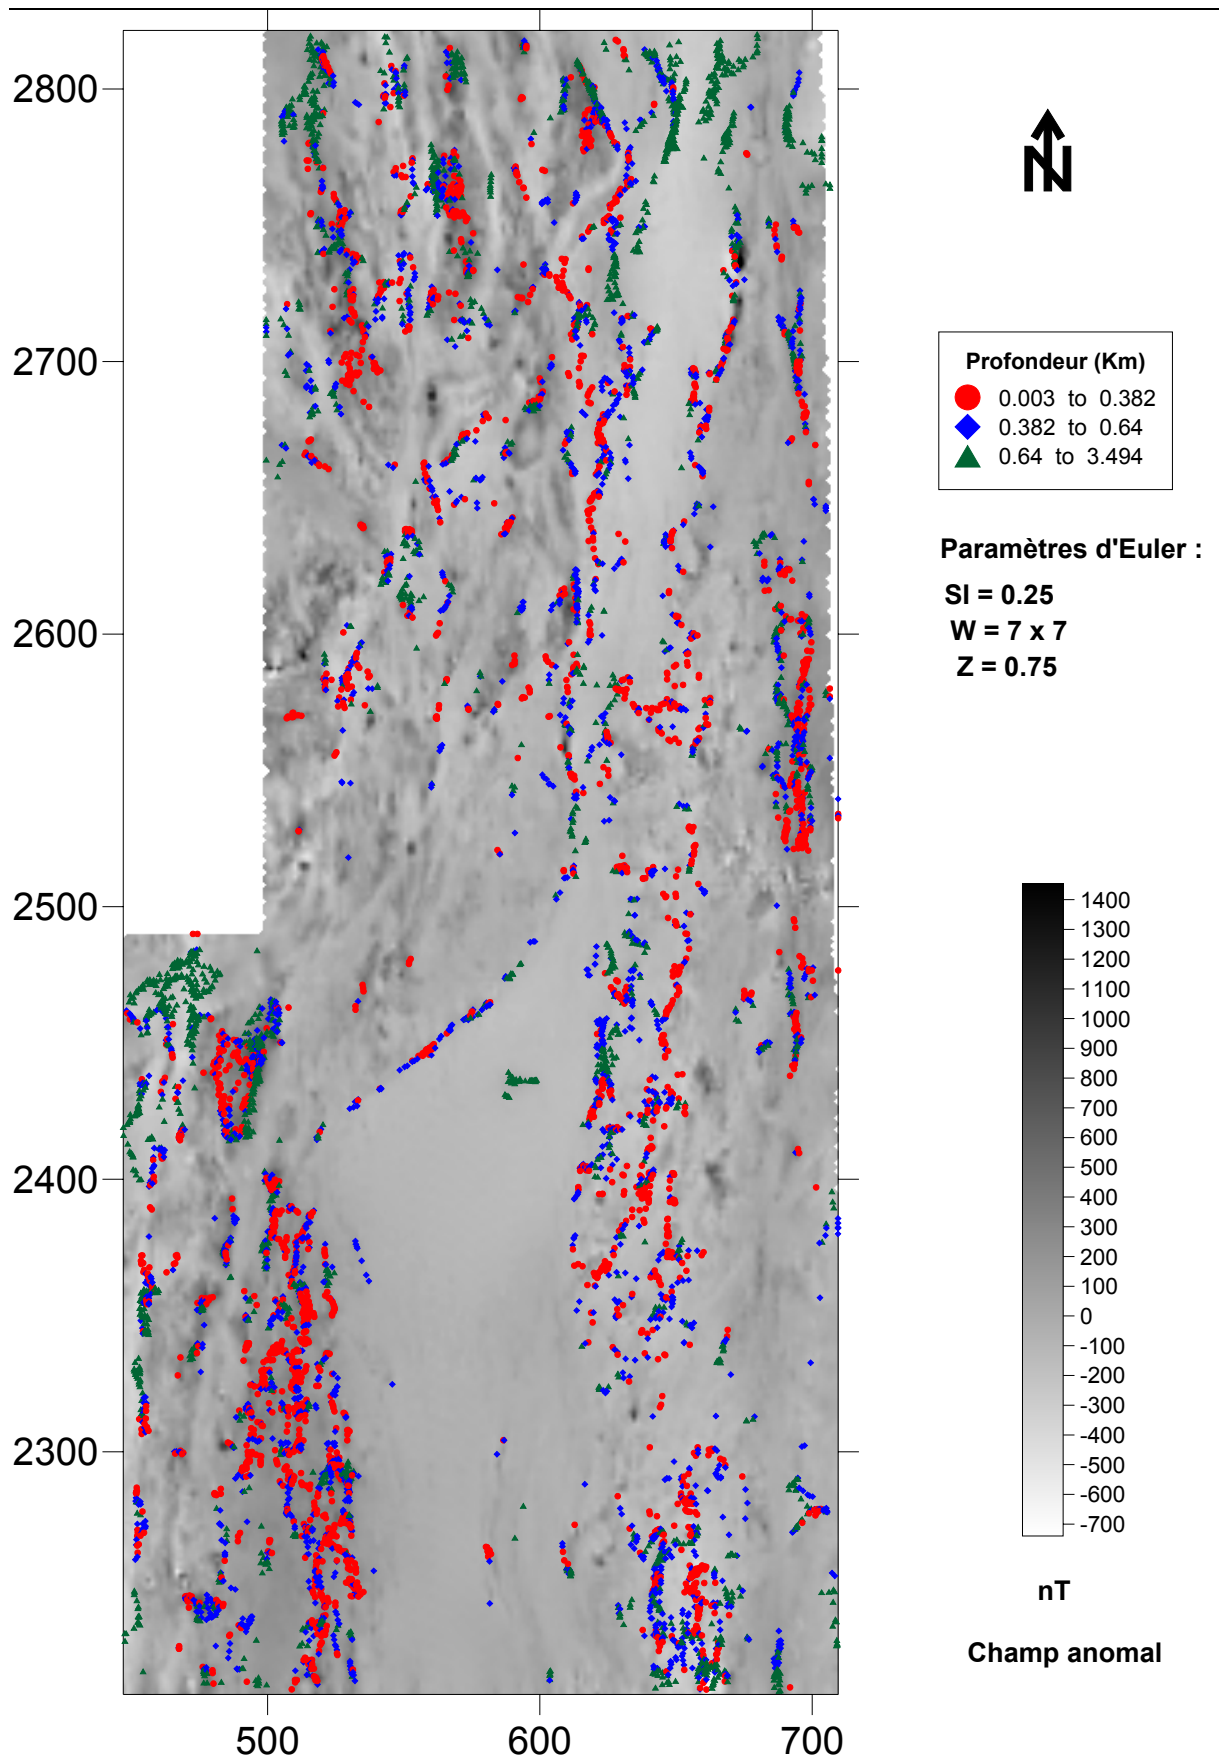 2800
2700
2600
2500
2400
2300
500
600
700
N
Profondeur (Km)
0.003 to 0.382
0.382 to 0.64
0.64 to 3.494
Paramètres d'Euler :
SI = 0.25
W = 7 x 7
Z = 0.75
1400
1300
1200
1100
1000
900
800
700
600
500
400
300
200
100
0
-100
-200
-300
-400
-500
-600
-700
nT
Champ anomal